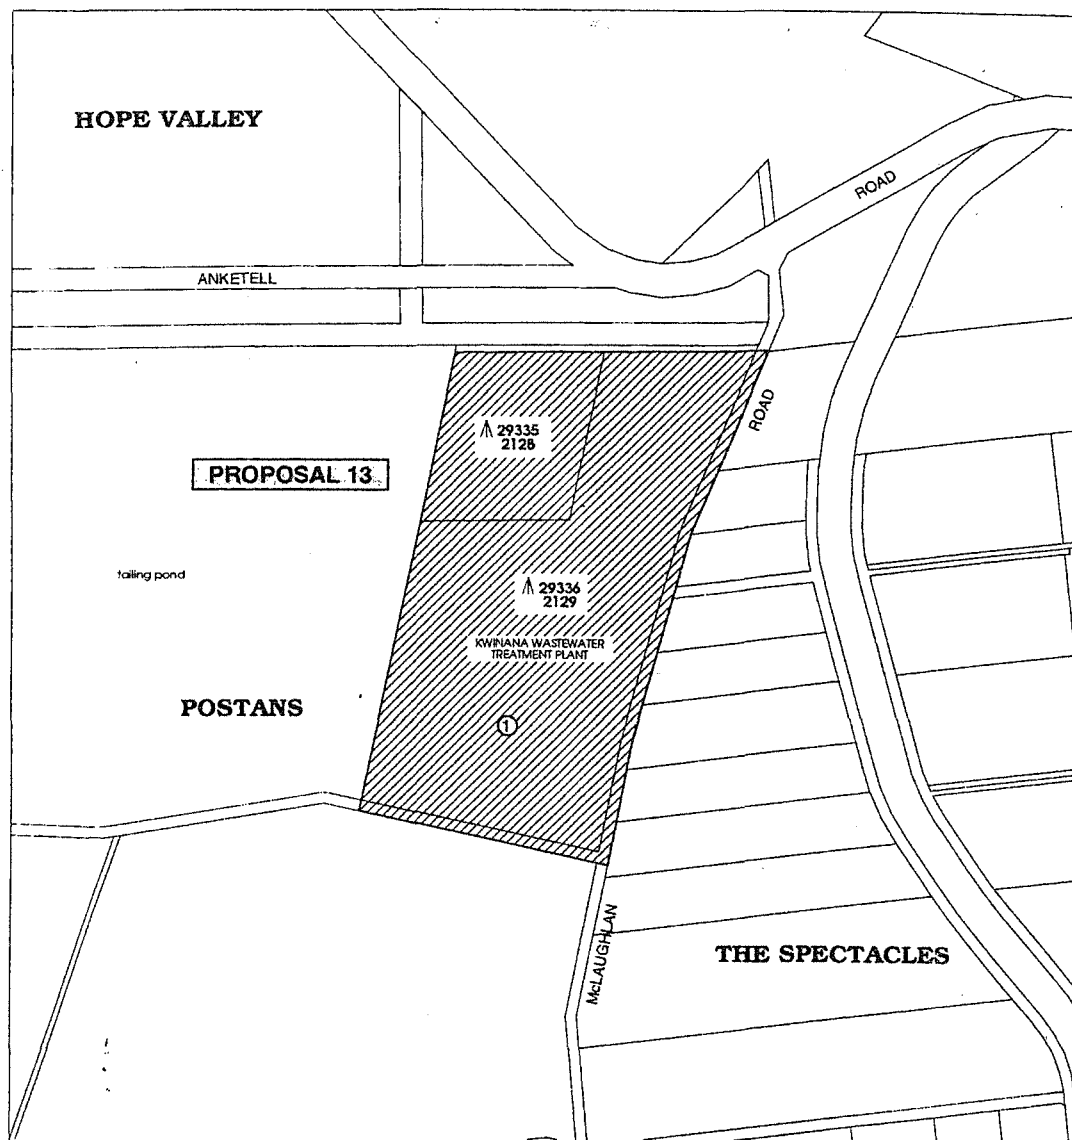 HOPE VALLEY
ROAD
ANKETELL
ROAD
29335
2128
PROPOSAL 13
tailing pond
29336
2129
KWINANA WASTEWATER
TREATMENT PLANT
POSTANS
1
McLAUGHLAN
THE SPECTACLES